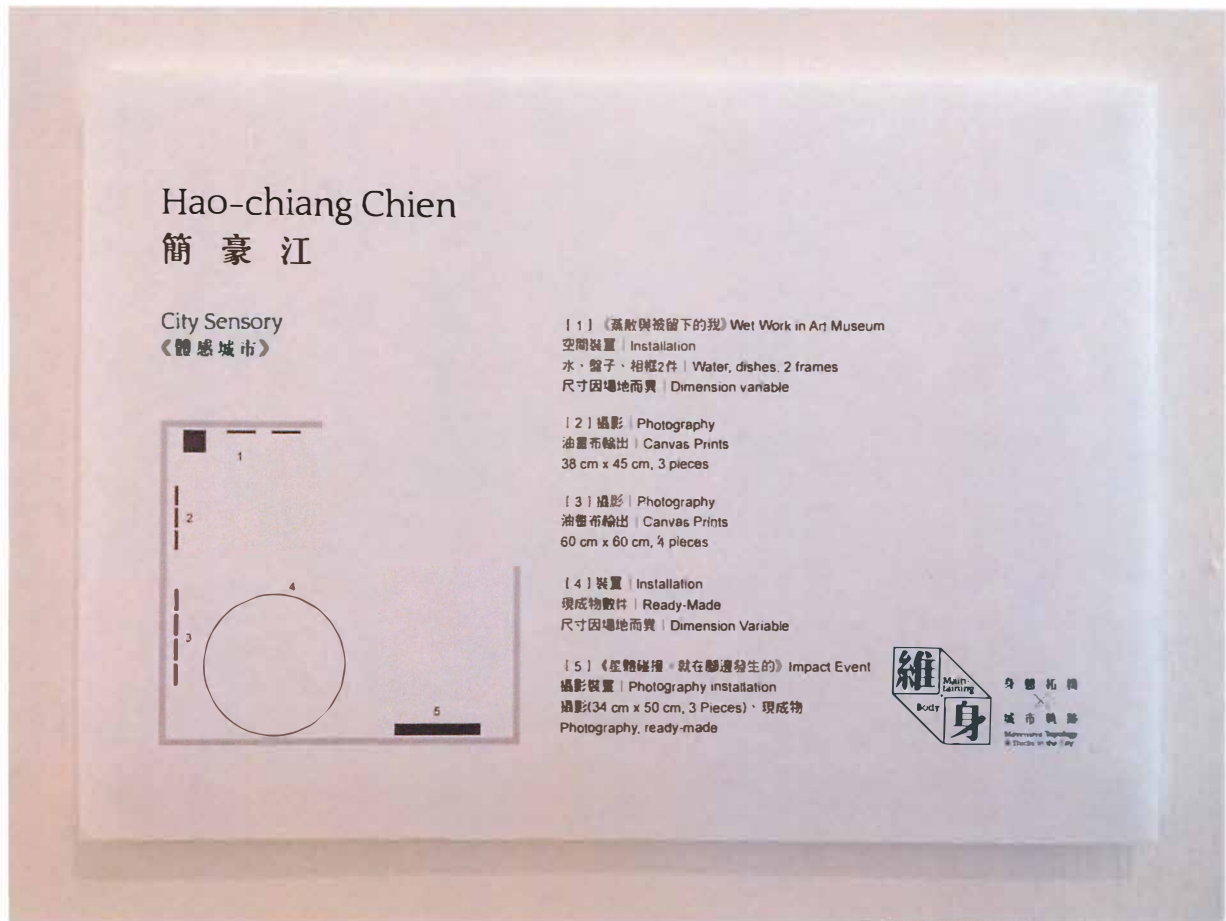 Hao-chiang Chien
簡豪江
City Sensory
《體感城市》
1
2
3
4
5
[1]《蒸散與被留下的我》Wet Work in Art Museum
空間裝置 | Installation
水、盤子、相框2件 | Water, dishes. 2 frames
尺寸因場地而異 | Dimension variable
[2] 攝影 | Photography
油畫布輸出 | Canvas Prints
38 cm x 45 cm, 3 pieces
[3] 攝影 | Photography
油畫布輸出 | Canvas Prints
60 cm x 60 cm, 4 pieces
[4] 裝置 | Installation
現成物數件 | Ready-Made
尺寸因場地而異 | Dimension Variable
[5]《星體碰撞,就在腳邊發生的》Impact Event
攝影裝置 | Photography installation
攝影(34 cm x 50 cm, 3 Pieces)、現成物
Photography, ready-made
維
Main-
taining
Body
身
身體拓樸
×
城市軌跡
Topology
in the City